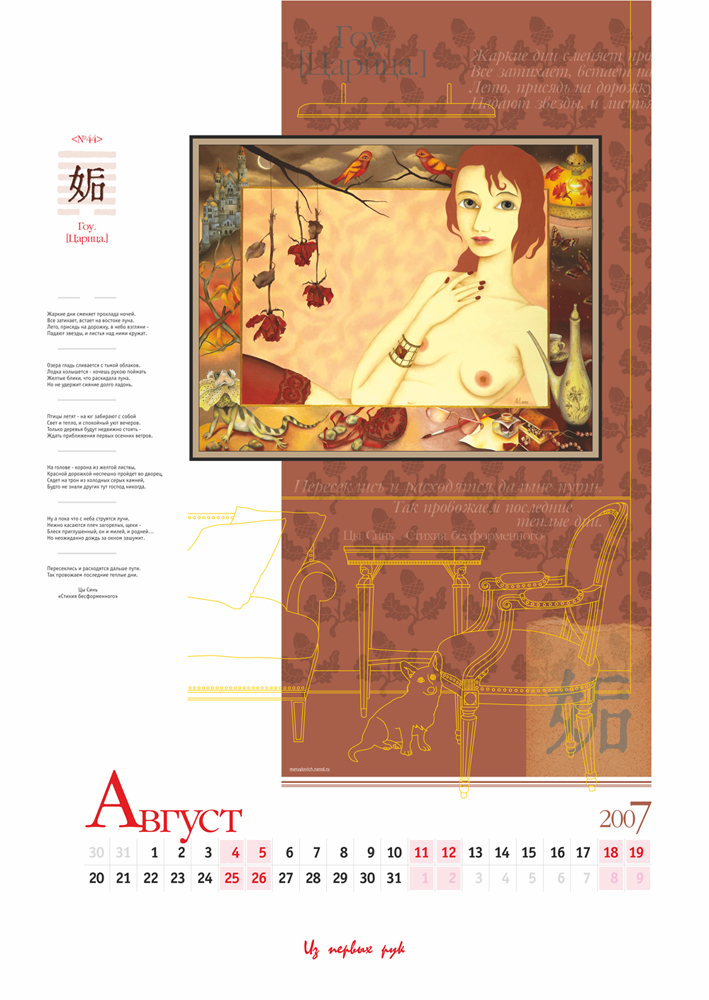 Гоу.
[Царица.]
Жаркие дни сменяет про
Все затихает, встает на
Лето, присядь на дорожку
Падают звезды, и листья
<№44>
姤
Гоу.
[Царица.]
Жаркие дни сменяет прохлада ночей.
Все затихает, встает на востоке луна.
Лето, присядь на дорожку, в небо взгляни -
Падают звезды, и листья над ними кружат.
Озера гладь сливается с тьмой облаков.
Лодка колышется - хочешь рукою поймать
Желтые блики, что раскидала луна.
Но не удержит сияние долго ладонь.
Птицы летят - на юг забирают с собой
Свет и тепло, и спокойный уют вечеров.
Только деревья будут недвижно стоять -
Ждать приближения первых осенних ветров.
На голове - корона из желтой листвы,
Красной дорожкой неспешно пройдет во дворец,
Сядет на трон из холодных серых камней,
Будто не знали других тут господ никогда.
Ну а пока что с неба струятся лучи.
Нежно касаются плеч загорелых, щеки -
Блеск приглушенный, он и милей, и родней...
Но неожиданно дождь за окном зашумит.
Пересеклись и расходятся дальше пути.
Так провожаем последние теплые дни.
Цы Синь
«Стихия бесформенного»
Пересеклись и расходятся дальше пути.
Так провожаем последние
теплые дни.
Цы Синь «Стихия бесформенного»
姤
Август
2007
30 31 1 2 3 4 5 6 7 8 9 10 11 12 13 14 15 16 17 18 19
20 21 22 23 24 25 26 27 28 29 30 31 1 2 3 4 5 6 7 8 9
Из первых рук